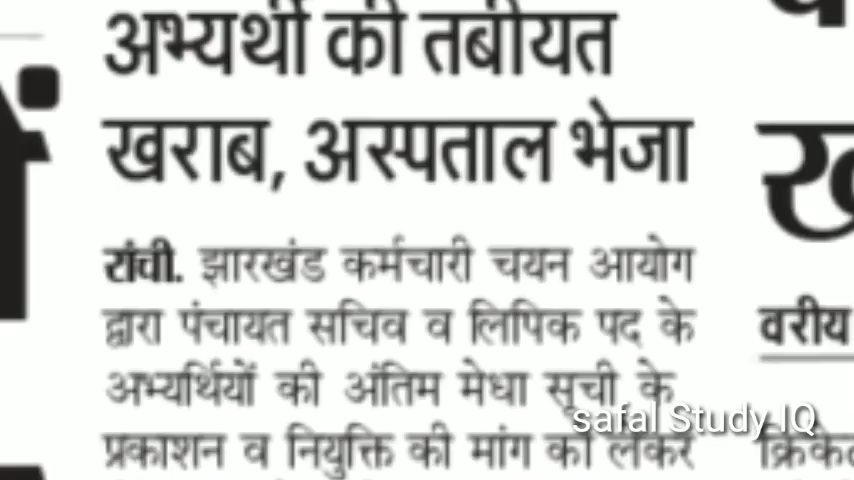 अभ्यर्थी की तबीयत
खराब, अस्पताल भेजा
रांची. झारखंड कर्मचारी चयन आयोग
द्वारा पंचायत सचिव व लिपिक पद के
अभ्यर्थियों की अंतिम मेधा सूची के
प्रकाशन व नियुक्ति की मांग को लेकर
safal Study IQ
वरीय